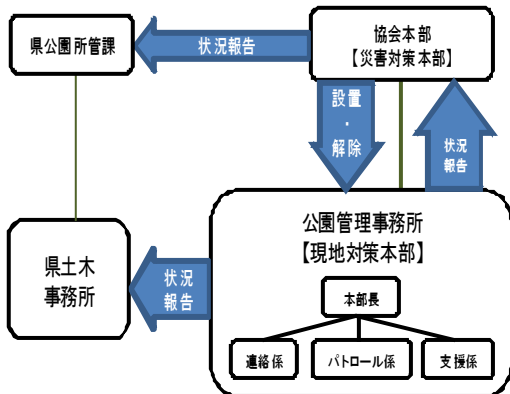 県公園所管課
状況報告
協会本部
【災害対策本部】
設置
・
解除
状況
報告
公園管理事務所
【現地対策本部】
県土木
事務所
状況
報告
本部長
連絡係
パトロール係
支援係